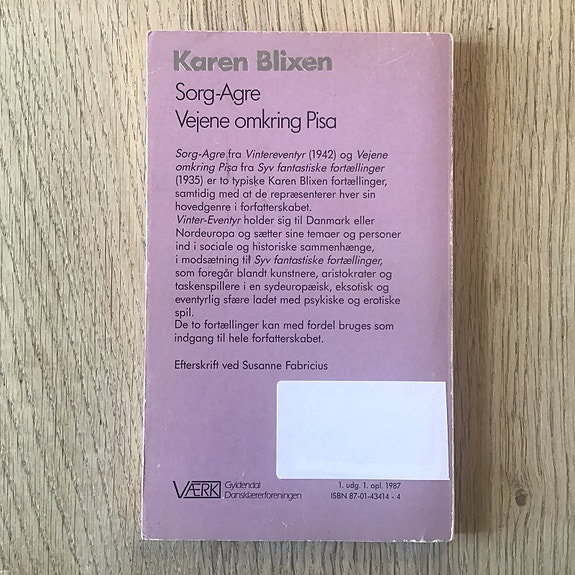 Karen Blixen
Sorg-Agre
Vejene omkring Pisa
Sorg-Agre fra Vintereventyr (1942) og Vejene
omkring Pisa fra Syv fantastiske fortællinger
(1935) er to typiske Karen Blixen fortællinger,
samtidig med at de repræsenterer hver sin
hovedgenre i forfatterskabet.
Vinter-Eventyr holder sig til Danmark eller
Nordeuropa og sætter sine temaer og personer
ind i sociale og historiske sammenhænge,
i modsætning til Syv fantastiske fortællinger,
som foregår blandt kunstnere, aristokrater og
taskenspillere i en sydeuropæisk, eksotisk og
eventyrlig sfære ladet med psykiske og erotiske
spil.
De to fortællinger kan med fordel bruges som
indgang til hele forfatterskabet.
Efterskrift ved Susanne Fabricius
VÆRK
Gyldendal
Dansklærerforeningen
1. udg. 1. opl. 1987
ISBN 87-01-43414-4